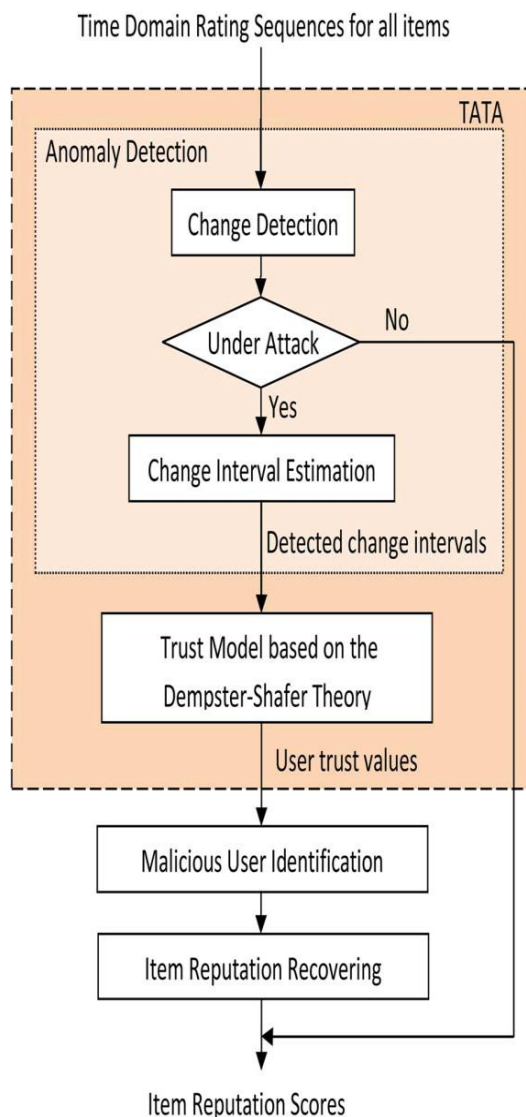 Time Domain Rating Sequences for all items
TATA
Anomaly Detection
Change Detection
Under Attack
No
Yes
Change Interval Estimation
Detected change intervals
Trust Model based on the
Dempster-Shafer Theory
User trust values
Malicious User Identification
Item Reputation Recovering
Item Reputation Scores